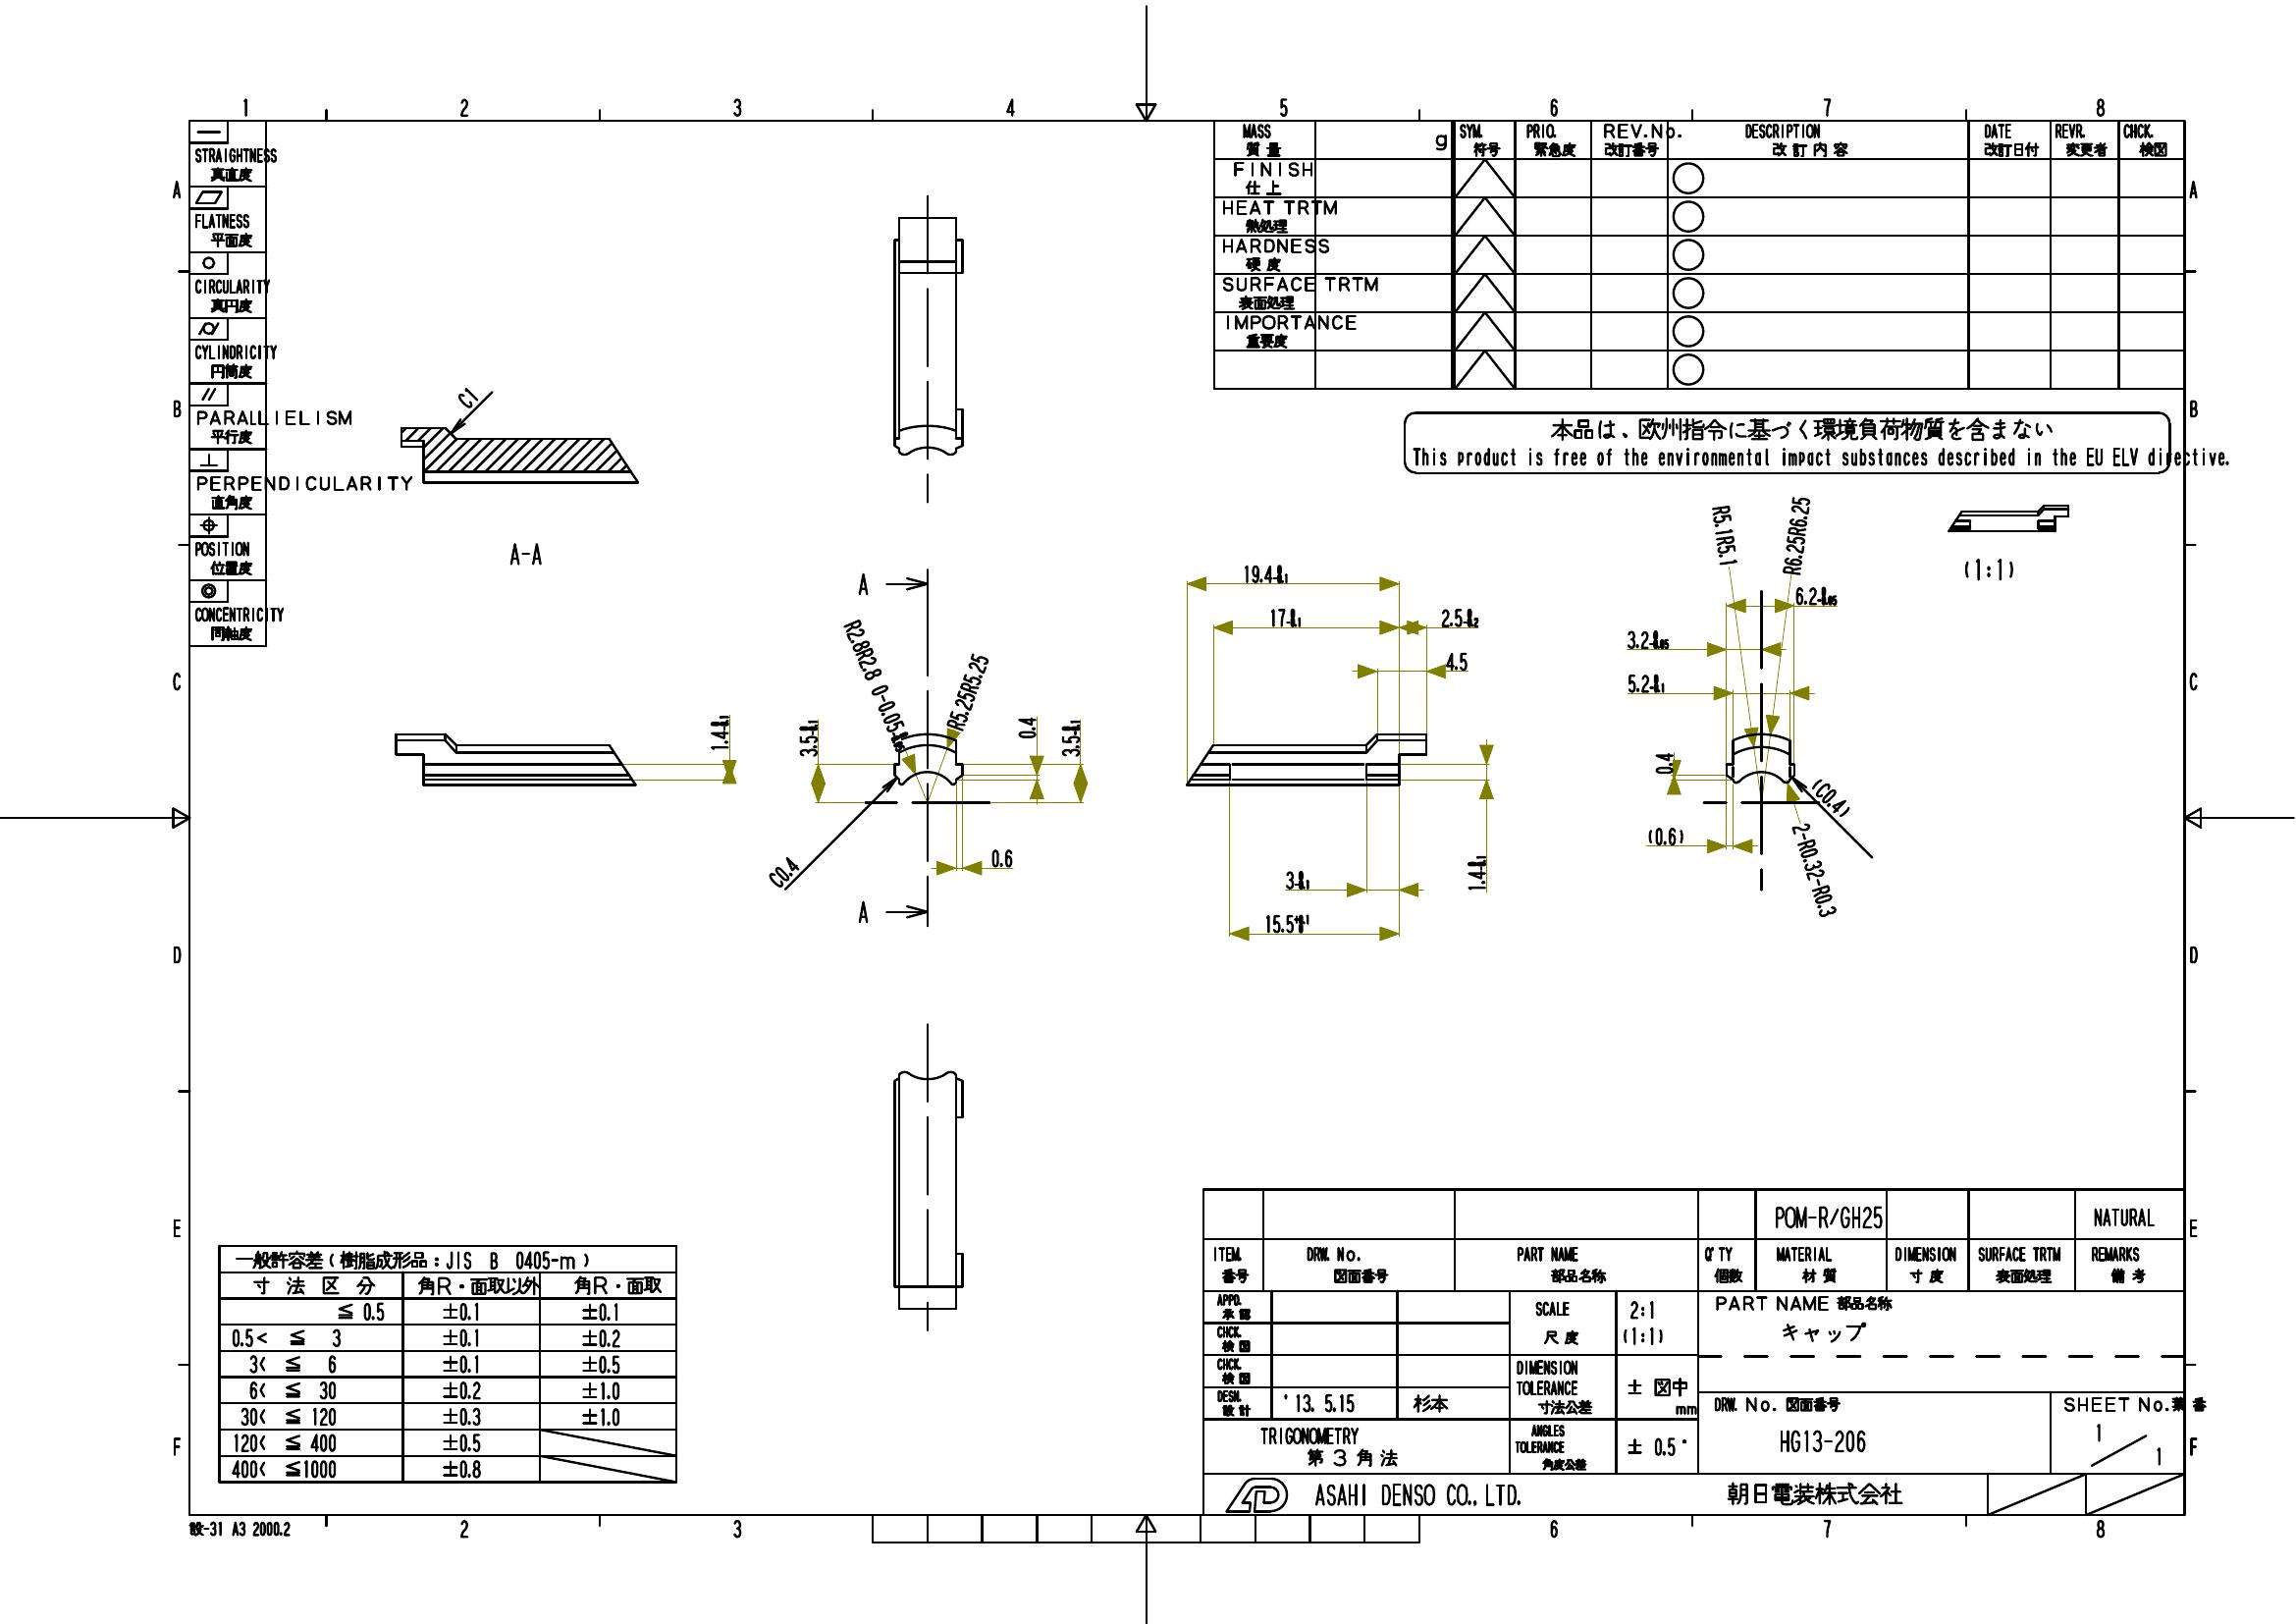 1 2 3 4 5 6 7 8
STRAIGHTNESS
真直度
FLATNESS
平面度
CIRCULARITY
真円度
CYLINDRICITY
円筒度
PARALLIELISM
平行度
PERPENDICULARITY
直角度
POSITION
位置度
CONCENTRICITY
同軸度
A
B
C
D
E
F
MASS g SYM. PRIO. REV.No. DESCRIPTION DATE REVR. CHCK.
質量 符号 緊急度 改訂番号 改訂内容 改訂日付 変更者 検図
FINISH
仕上
HEAT TRTM
熱処理
HARDNESS
硬度
SURFACE TRTM
表面処理
IMPORTANCE
重要度
A
B
C
D
E
F
本品は、欧州指令に基づく環境負荷物質を含まない
This product is free of the environmental impact substances described in the EU ELV directive.
C1
A-A
(1:1)
1.4
A
A
R2.8R2.8 0-0.05
R5.25R5.25
3.5
0.4
3.5
C0.4
0.6
19.4
17
2.5
4.5
1.4
3
15.5
R5.1R5.1
R6.25R6.25
6.2
3.2
5.2
0.4
(0.6)
(C0.4)
2-R0.32-R0.3
一般許容差(樹脂成形品:JIS B 0405-m)
寸法区分 角R・面取以外 角R・面取
≦ 0.5 ±0.1 ±0.1
0.5< ≦ 3 ±0.1 ±0.2
3< ≦ 6 ±0.1 ±0.5
6< ≦ 30 ±0.2 ±1.0
30< ≦ 120 ±0.3 ±1.0
120< ≦ 400 ±0.5
400< ≦1000 ±0.8
POM-R/GH25 NATURAL
ITEM. DRW. No. PART NAME Q'TY MATERIAL DIMENSION SURFACE TRTM REMARKS
番号 図面番号 部品名称 個数 材質 寸度 表面処理 備考
APPD.
承認
CHCK.
検図
CHCK.
検図
DESN.
設計
'13. 5.15 杉本
SCALE 2:1
尺度 (1:1)
DIMENSION
TOLERANCE
寸法公差
± 図中
mm
TRIGONOMETRY
第3角法
ANGLES
TOLERANCE
角度公差
± 0.5°
PART NAME 部品名称
キャップ
DRW. No. 図面番号
HG13-206
SHEET No.葉番
1
1
ASAHI DENSO CO., LTD.
朝日電装株式会社
設-31 A3 2000.2
2 3 6 7 8